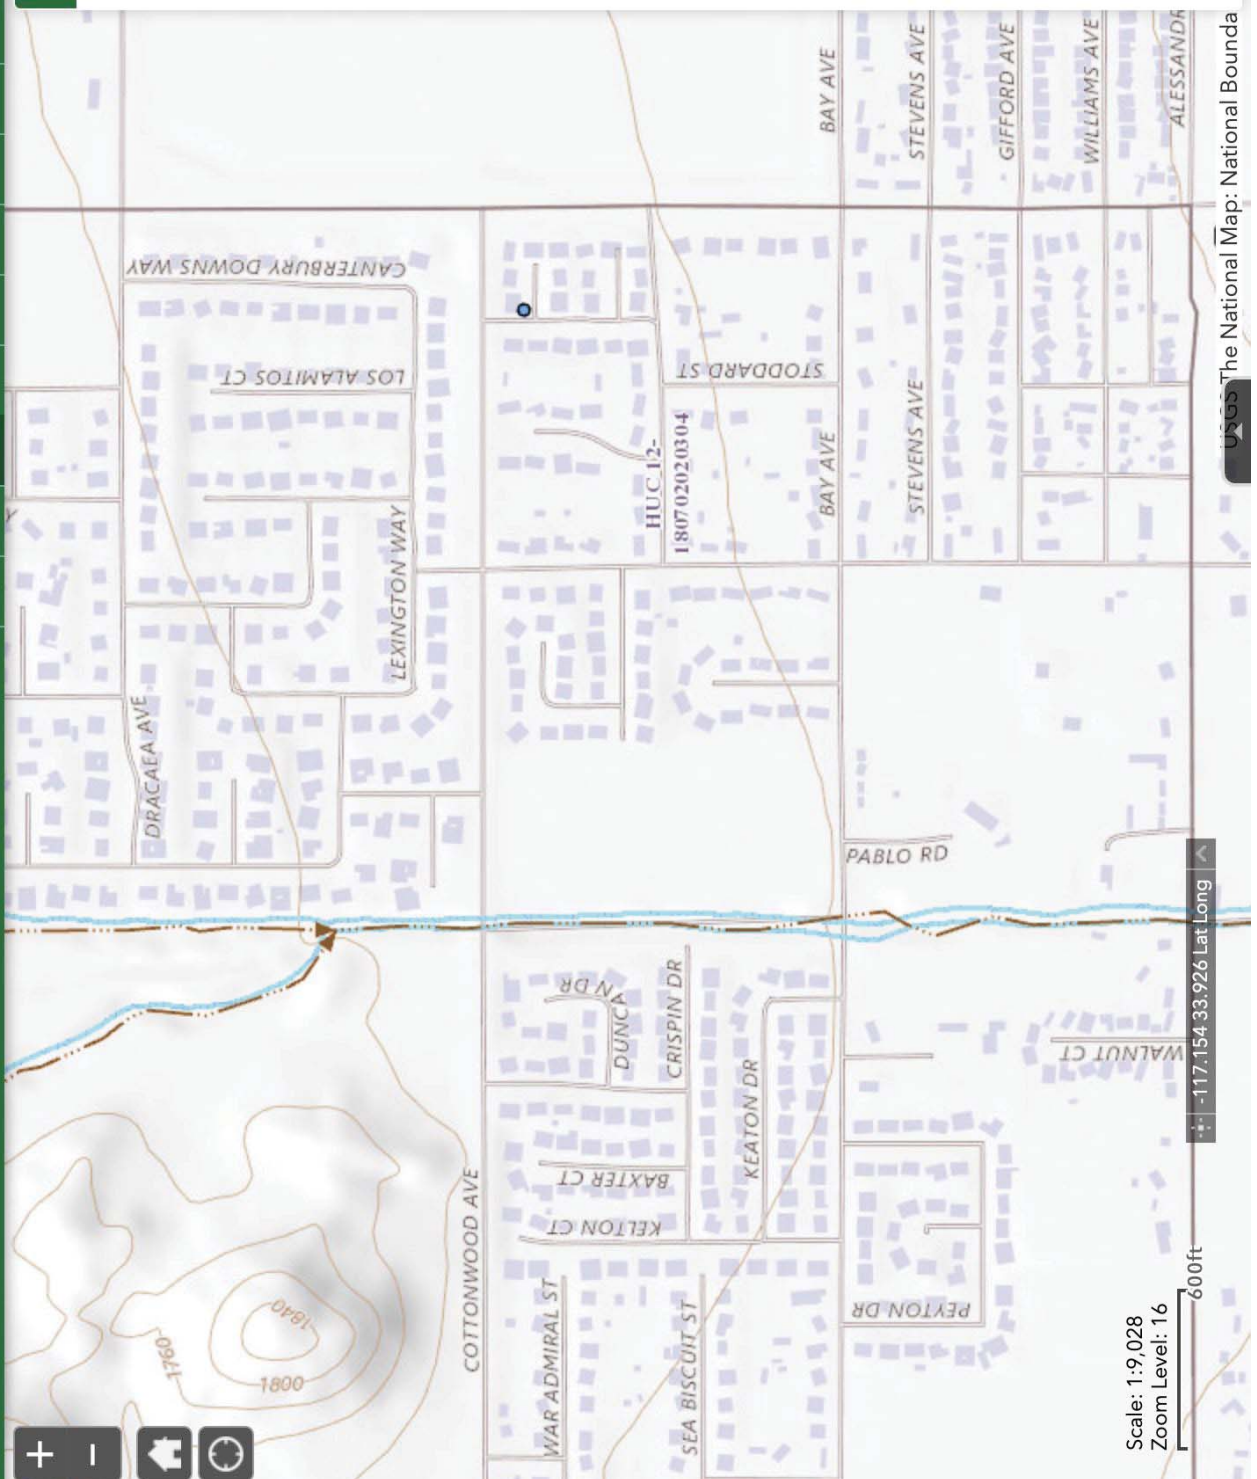 +
−
1760
1800
1840
DRACAEA AVE
LEXINGTON WAY
LOS ALAMITOS CT
CANTERBURY DOWNS WAY
COTTONWOOD AVE
WAR ADMIRAL ST
KELTON CT
BAXTER CT
DUNCAN DR
CRISPIN DR
SEA BISCUIT ST
KEATON DR
HUC 12-
180702020304
STODDARD ST
BAY AVE
BAY AVE
PEYTON DR
PABLO RD
STEVENS AVE
STEVENS AVE
GIFFORD AVE
WILLIAMS AVE
WALNUT CT
ALESSANDR
Scale: 1:9,028
Zoom Level: 16
600ft
-117.154 33.926 Lat Long
USGS The National Map: National Bounda